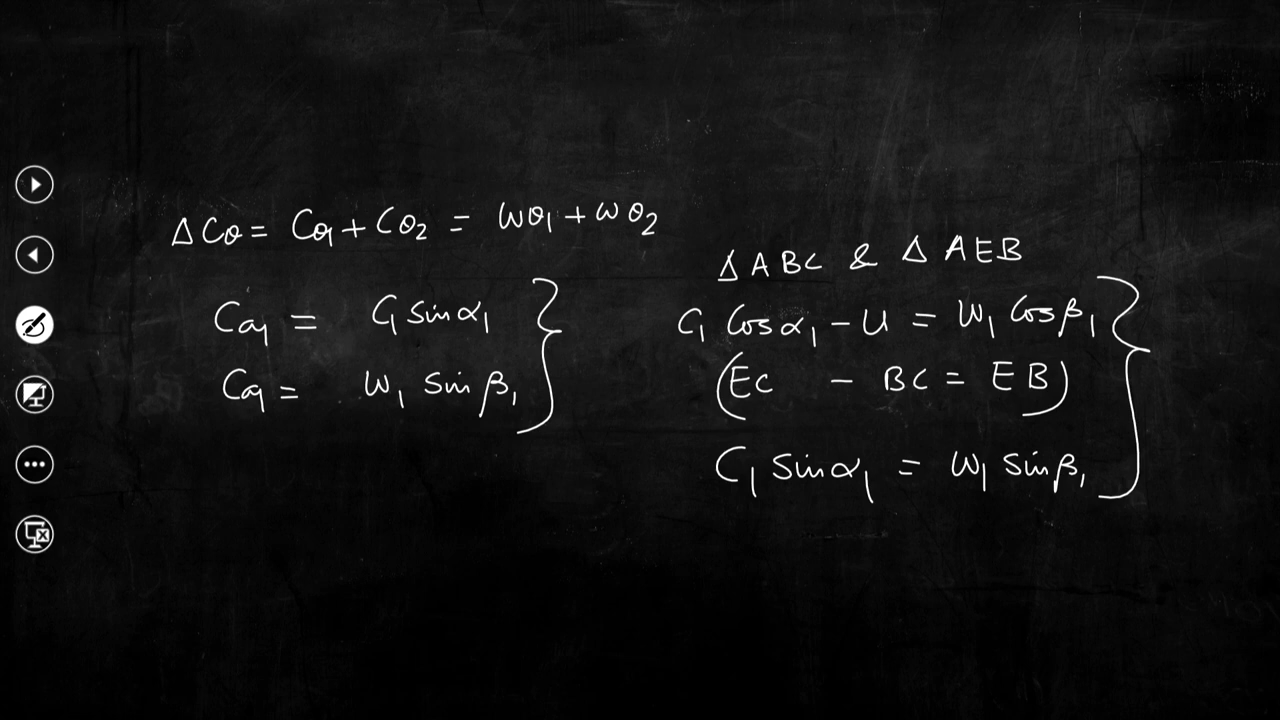 ΔCθ = Cθ1 + Cθ2 = Wθ1 + Wθ2
Ca1 = C1 sin α1
Ca1 = W1 sin β1
Δ ABC & Δ AEB
C1 Cos α1 - U = W1 Cos β1
(EC - BC = EB)
C1 sin α1 = W1 sin β1